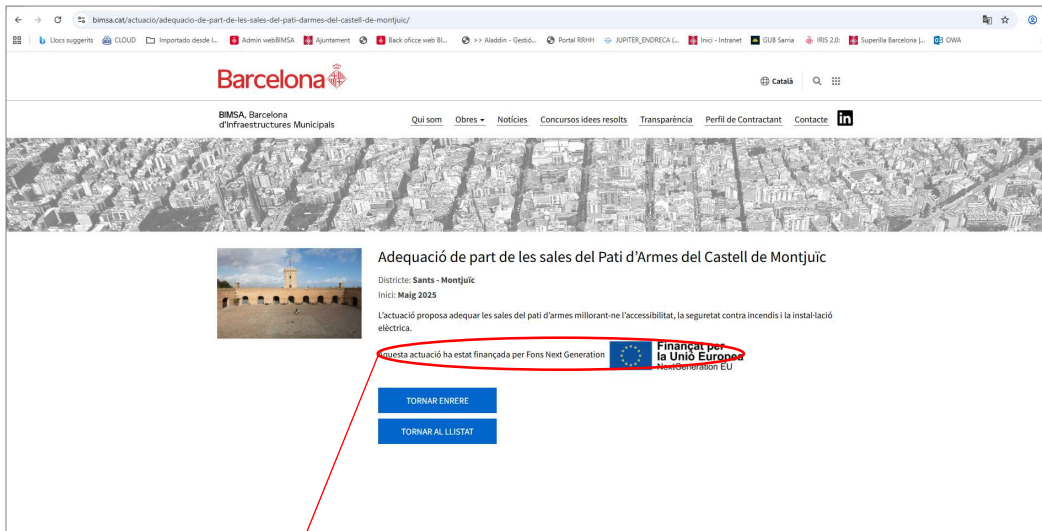 bimsa.cat/actuacio/adequacio-de-part-de-les-sales-del-pati-darmes-del-castell-de-montjuic/
Llocs suggerits CLOUD Importado desde I... Admin webBIMSA Ajuntament Back oficce web BI... >> Aladdin - Gestió... Portal RRHH JUPITER_ENDRECA (... Inici - Intranet GUB Sarria IRIS 2.0: Superilla Barcelona |... OWA
Barcelona
Català
BIMSA, Barcelona
d'Infraestructures Municipals
Qui som Obres Notícies Concursos idees resolts Transparència Perfil de Contractant Contacte in
Adequació de part de les sales del Pati d'Armes del Castell de Montjuïc
Districte: Sants - Montjuïc
Inici: Maig 2025
L'actuació proposa adequar les sales del pati d'armes millorant-ne l'accessibilitat, la seguretat contra incendis i la instal·lació
elèctrica.
Aquesta actuació ha estat finançada per Fons Next Generation
Finançat per
la Unió Europea
NextGeneration EU
TORNAR ENRERE
TORNAR AL LLISTAT